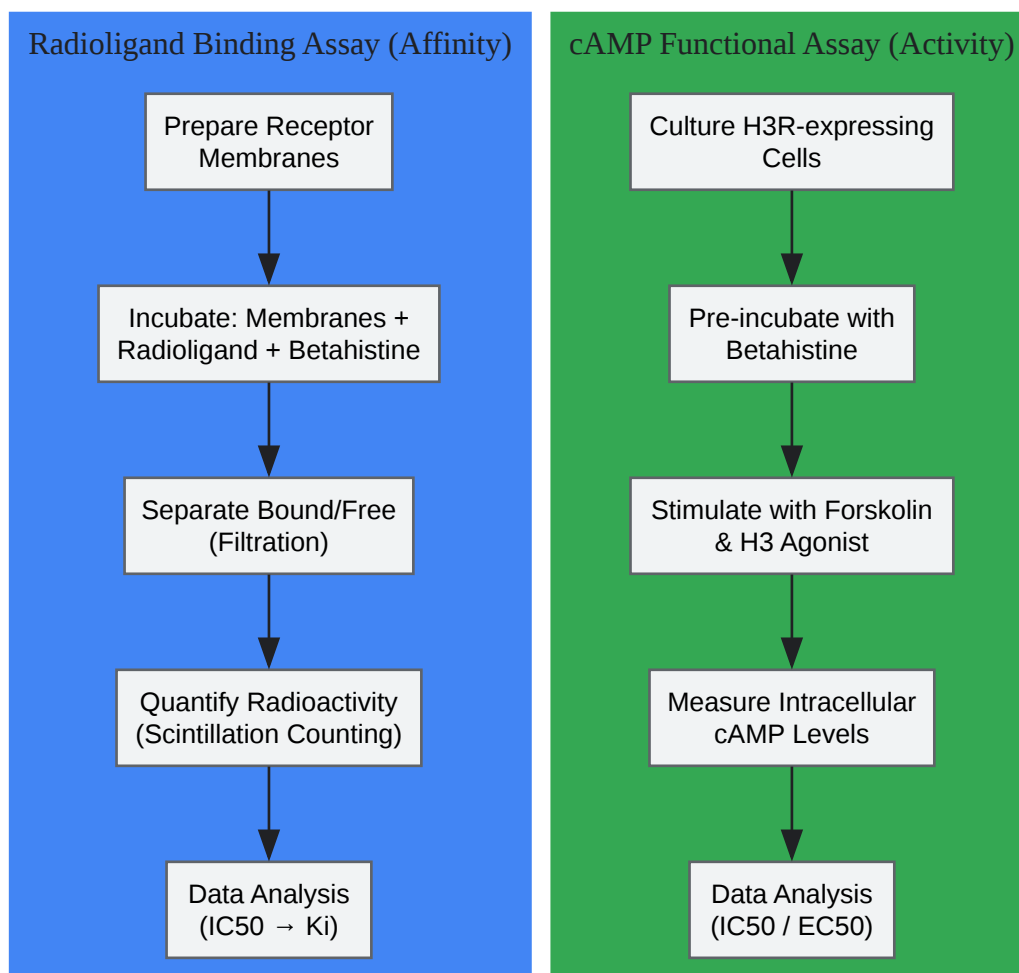 Radioligand Binding Assay (Affinity)
Prepare Receptor
Membranes
Incubate: Membranes +
Radioligand + Betahistine
Separate Bound/Free
(Filtration)
Quantify Radioactivity
(Scintillation Counting)
Data Analysis
(IC50 → Ki)
cAMP Functional Assay (Activity)
Culture H3R-expressing
Cells
Pre-incubate with
Betahistine
Stimulate with Forskolin
& H3 Agonist
Measure Intracellular
cAMP Levels
Data Analysis
(IC50 / EC50)